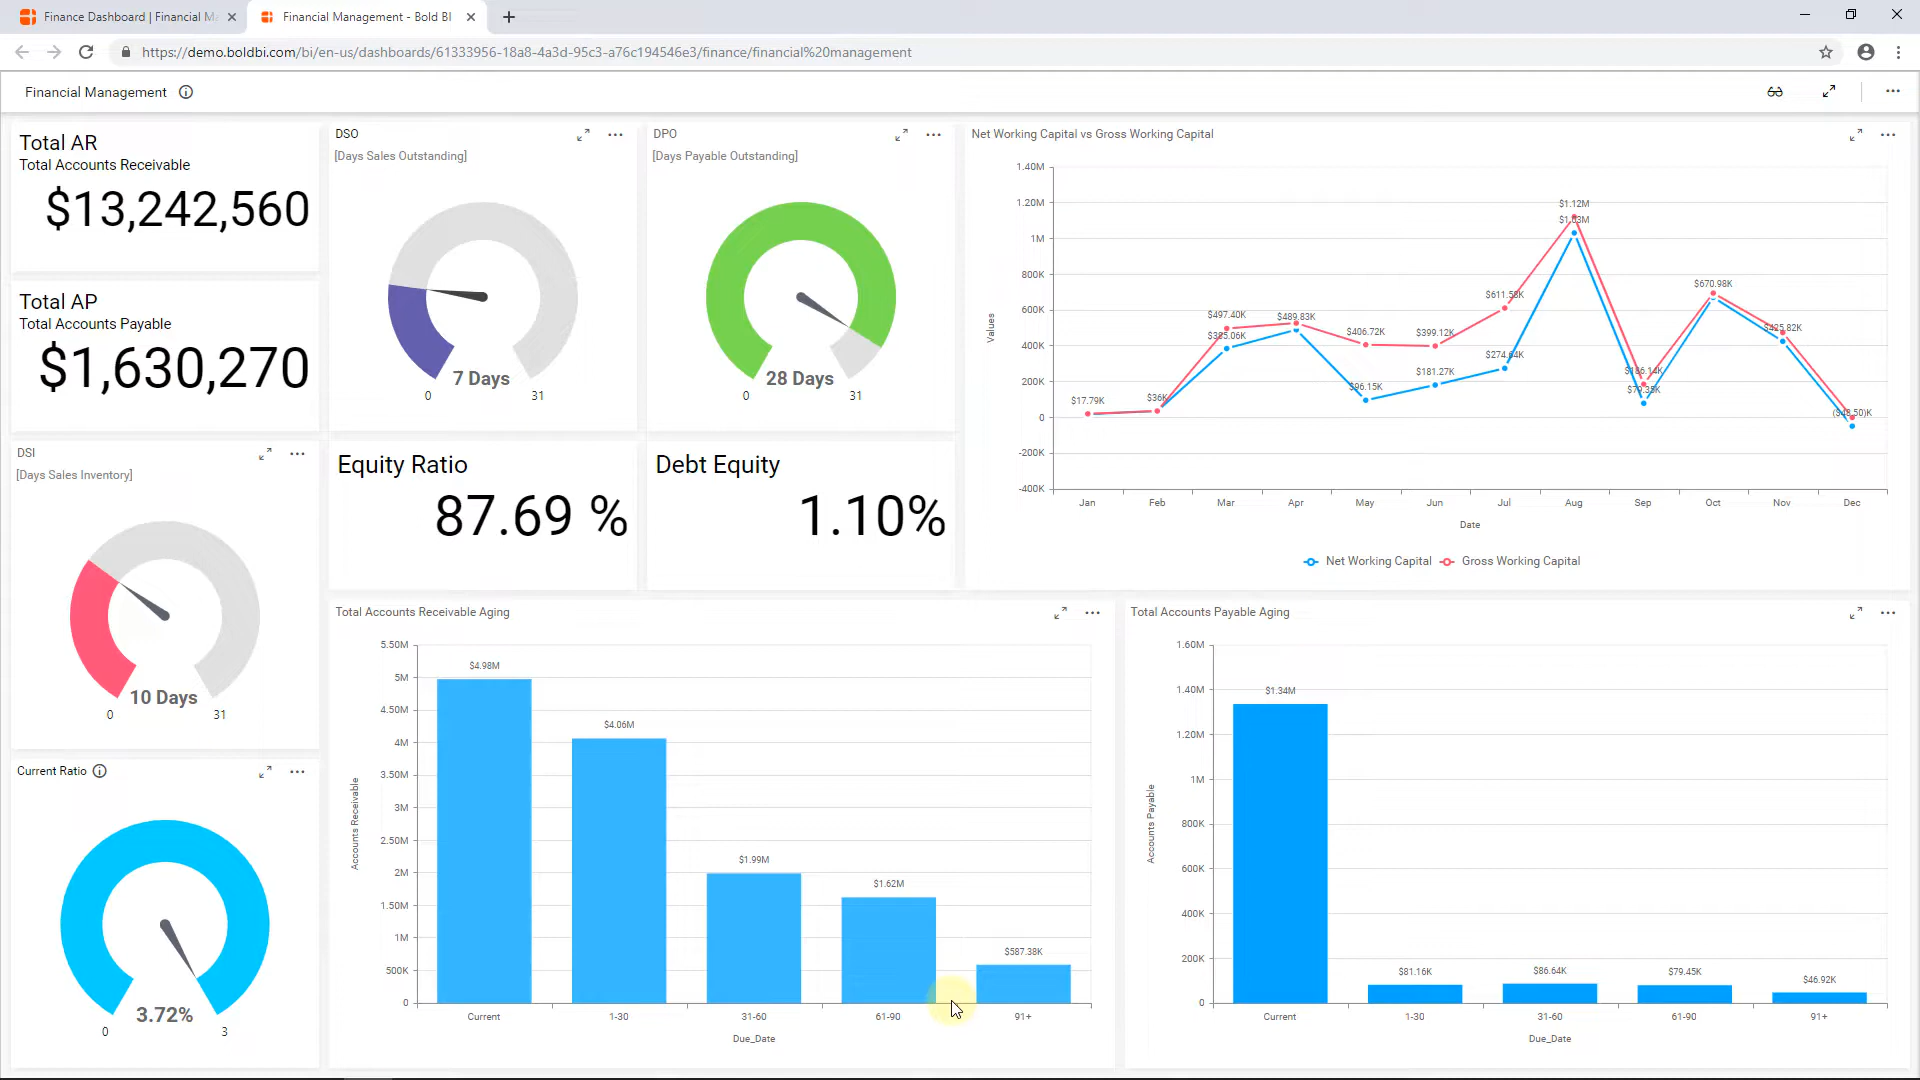 Finance Dashboard | Financial Ma
Financial Management - Bold BI
https://demo.boldbi.com/bi/en-us/dashboards/61333956-18a8-4a3d-95c3-a76c194546e3/finance/financial%20management
Financial Management
Total AR
Total Accounts Receivable
$13,242,560
Total AP
Total Accounts Payable
$1,630,270
DSO
[Days Sales Outstanding]
7 Days
0 31
DPO
[Days Payable Outstanding]
28 Days
0 31
Net Working Capital vs Gross Working Capital
1.40M
1.20M
1M
800K
600K
400K
200K
0
-200K
-400K
Values
$17.79K
$36K
$497.40K
$385.06K
$489.83K
$406.72K
$96.15K
$399.12K
$181.27K
$611.58K
$274.64K
$1.12M
$1.03M
$186.14K
$670.98K
$425.82K
Jan Feb Mar Apr May Jun Jul Aug Sep Oct Nov Dec
Date
Net Working Capital Gross Working Capital
DSI
[Days Sales Inventory]
10 Days
0 31
Equity Ratio
87.69 %
Debt Equity
1.10%
Current Ratio
3.72%
0 3
Total Accounts Receivable Aging
5.50M
5M
4.50M
4M
3.50M
3M
2.50M
2M
1.50M
1M
500K
0
Accounts Receivable
$4.98M
$4.06M
$1.99M
$1.62M
$587.38K
Current 1-30 31-60 61-90 91+
Due_Date
Total Accounts Payable Aging
1.60M
1.40M
1.20M
1M
800K
600K
400K
200K
0
Accounts Payable
$1.34M
$81.16K
$86.64K
$79.45K
$46.92K
Current 1-30 31-60 61-90 91+
Due_Date